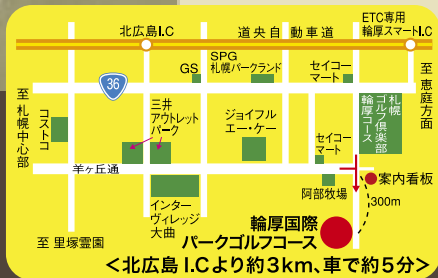 北広島I.C
道央自動車道
ETC専用
輪厚スマートI.C
SPG
札幌パークランド
GS
セイコー
マート
36
至 恵庭方面
至 札幌中心部
コストコ
三井
アウトレット
パーク
ジョイフル
エー・ケー
札幌
ゴルフ倶楽部
輪厚コース
セイコー
マート
羊ヶ丘通
阿部牧場
案内看板
300m
インター
ヴィレッジ
大曲
至 里塚霊園
輪厚国際
パークゴルフコース
<北広島I.Cより約3km、車で約5分>